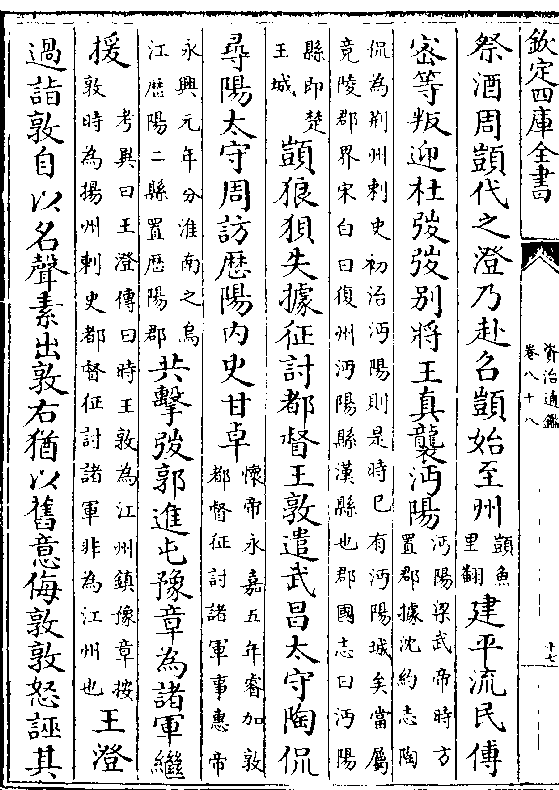 欽定四庫全書
資治通鑑
卷八十八
十七
祭酒周顗代之澄乃赴召顗始至州顗魚里翻建平流民傅
密等叛迎杜弢弢别將王真襲沔陽沔陽梁武帝時方置郡據沈約志陶
侃為荆州刺史初治沔陽則是時已有沔陽城矣當屬竟陵郡界宋白曰復州沔陽縣漢縣也郡國志曰沔陽
縣即楚王城顗狼狽失據征討都督王敦遣武昌太守陶侃
尋陽太守周訪歷陽内史甘卓懷帝永嘉五年睿加敦都督征討諸軍事惠帝
永興元年分淮南之烏江歷陽二縣置歷陽郡共擊弢郭進屯豫章為諸軍繼
援考異曰王澄傳曰時王敦為江州鎮豫章按敦時為揚州刺史都督征討諸軍非為江州也王澄
過詣敦自以名聲素出敦右猶以舊意侮敦敦怒誣其